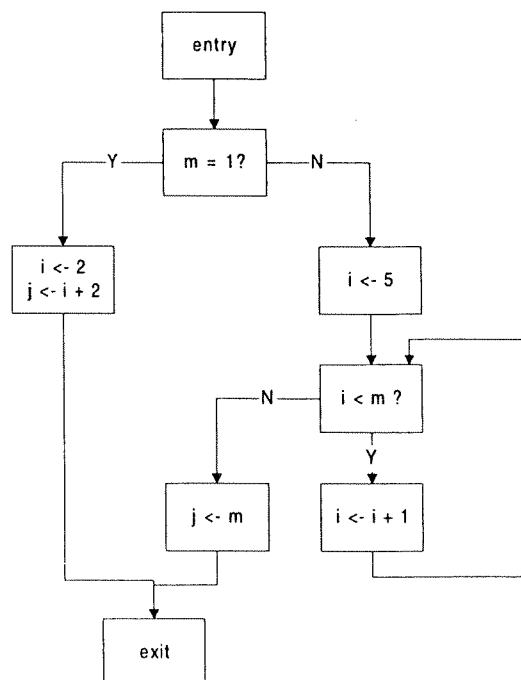 entry
m = 1?
Y
N
i <- 2
j <- i + 2
i <- 5
i < m ?
N
Y
j <- m
i <- i + 1
exit